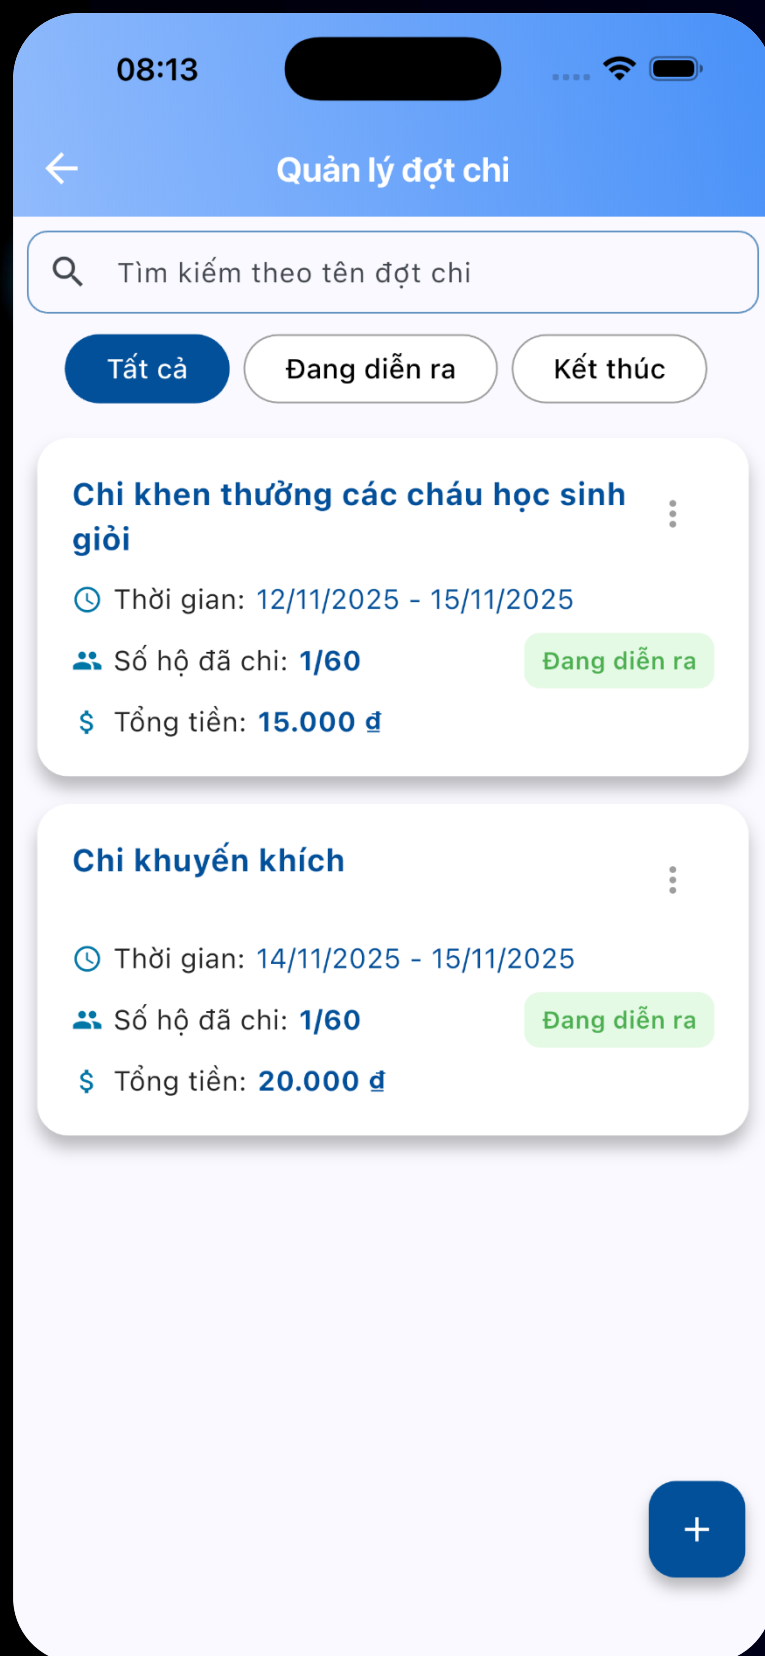 08:13
Quản lý đợt chi
Tìm kiếm theo tên đợt chi
Tất cả
Đang diễn ra
Kết thúc
Chi khen thưởng các cháu học sinh
giỏi
Thời gian: 12/11/2025 - 15/11/2025
Số hộ đã chi: 1/60
Đang diễn ra
Tổng tiền: 15.000 ₫
Chi khuyến khích
Thời gian: 14/11/2025 - 15/11/2025
Số hộ đã chi: 1/60
Đang diễn ra
Tổng tiền: 20.000 ₫